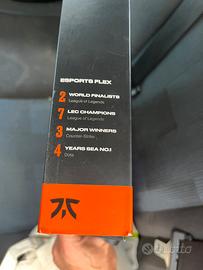 ESPORTS FLEX
2 WORLD FINALISTS
League of Legends
7 LEC CHAMPIONS
League of Legends
3 MAJOR WINNERS
Counter-Strike
4 YEARS SEA NO.1
Dota
subito